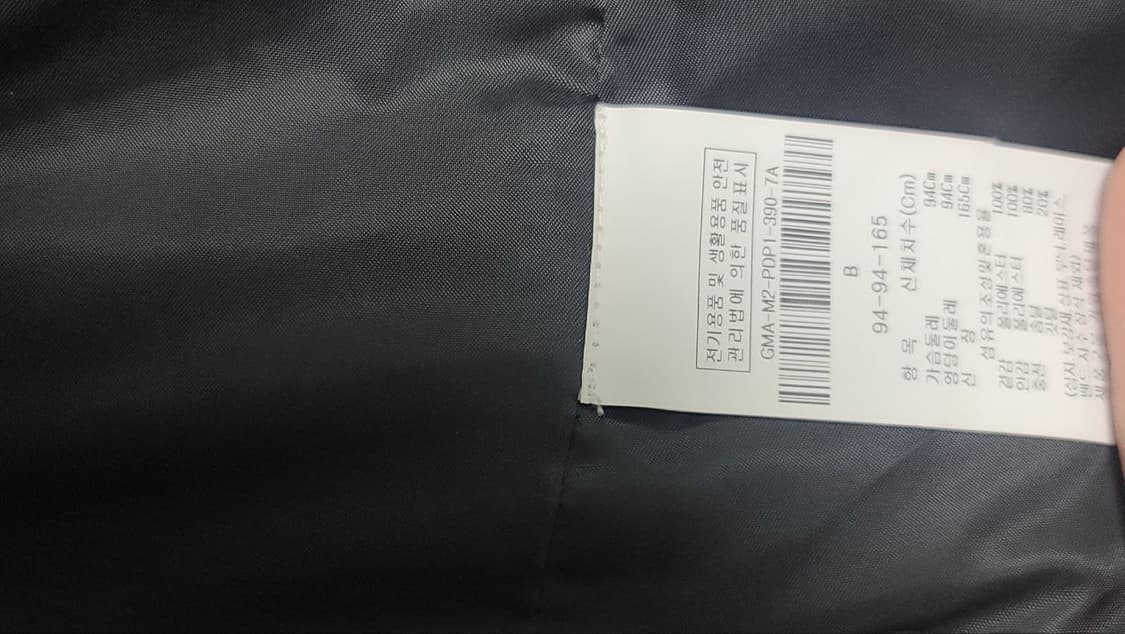 전기용품 및 생활용품 안전
관리법에 의한 품질표시
GMA-M2-PDP1-390-7A
B
94-94-165
항 목 신체치수(Cm)
가슴둘레 94Cm
엉덩이둘레 94Cm
신 장 165Cm
섬유의조성및혼용율
겉감 폴리에스터 100%
안감 폴리에스터 100%
충전 솜털 80%
깃털 20%